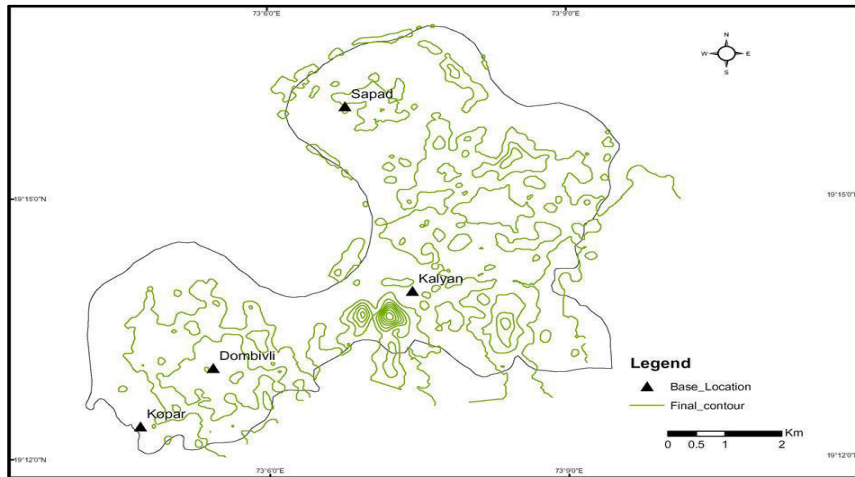 73°6'0"E 73°9'0"E
N
W E
S
Sapad
19°15'0"N 19°15'0"N
Kalyan
Dombivli
Legend
Base_Location
Kopar
Final_contour
Km
0 0.5 1 2
19°12'0"N 19°12'0"N
73°6'0"E 73°9'0"E